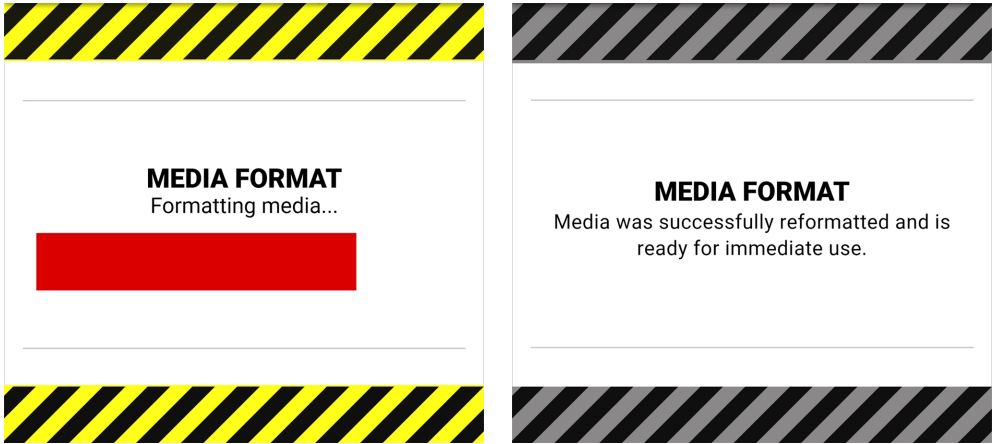 MEDIA FORMAT
Formatting media...
MEDIA FORMAT
Media was successfully reformatted and is
ready for immediate use.